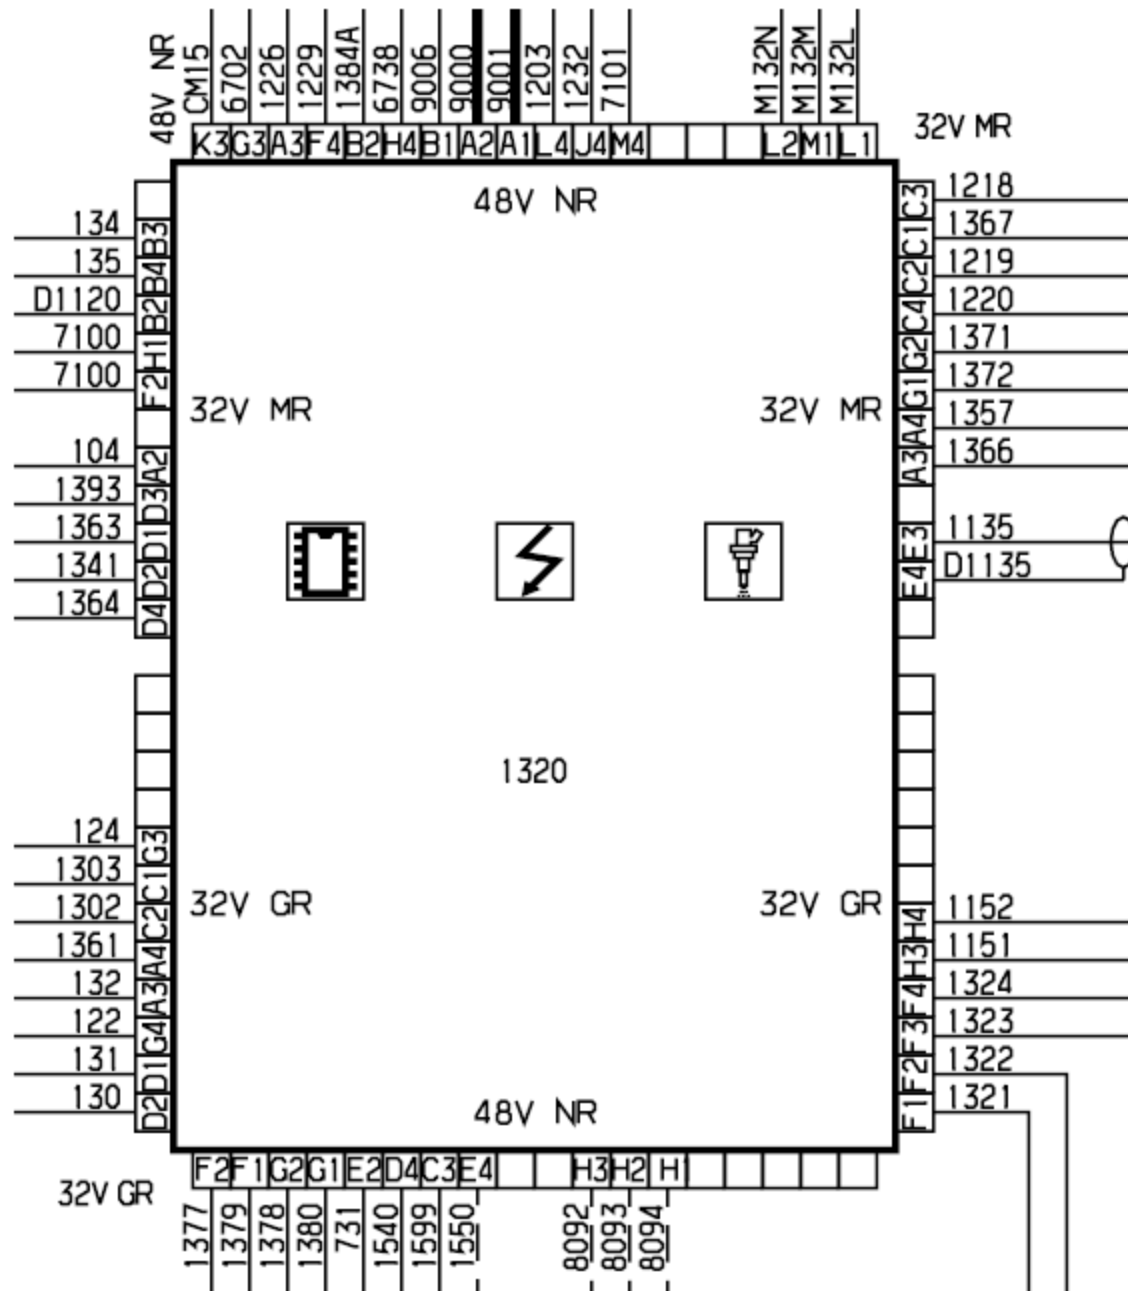 48V NR
CM15 6702 1226 1229 1384A 6738 9006 9000 9001 1203 1232 7101 M132N M132M M132L
K3 G3 A3 F4 B2 H4 B1 A2 A1 L4 J4 M4 L2 M1 L1
32V MR
48V NR
134 B3
135 B4
D1120 B2
7100 H1
7100 F2
104 A2
1393 D3
1363 D1
1341 D2
1364 D4
32V MR
32V MR
C3 1218
C1 1367
C2 1219
C4 1220
G2 1371
G1 1372
A4 1357
A3 1366
E3 1135
E4 D1135
1320
124 G3
1303 C1
1302 C2
1361 A4
132 A3
122 G4
131 D1
130 D2
32V GR
32V GR
H4 1152
H3 1151
F4 1324
F3 1323
F2 1322
F1 1321
48V NR
F2 F1 G2 G1 E2 D4 C3 E4 H3 H2 H1
32V GR
1377 1379 1378 1380 731 1540 1599 1550 8092 8093 8094